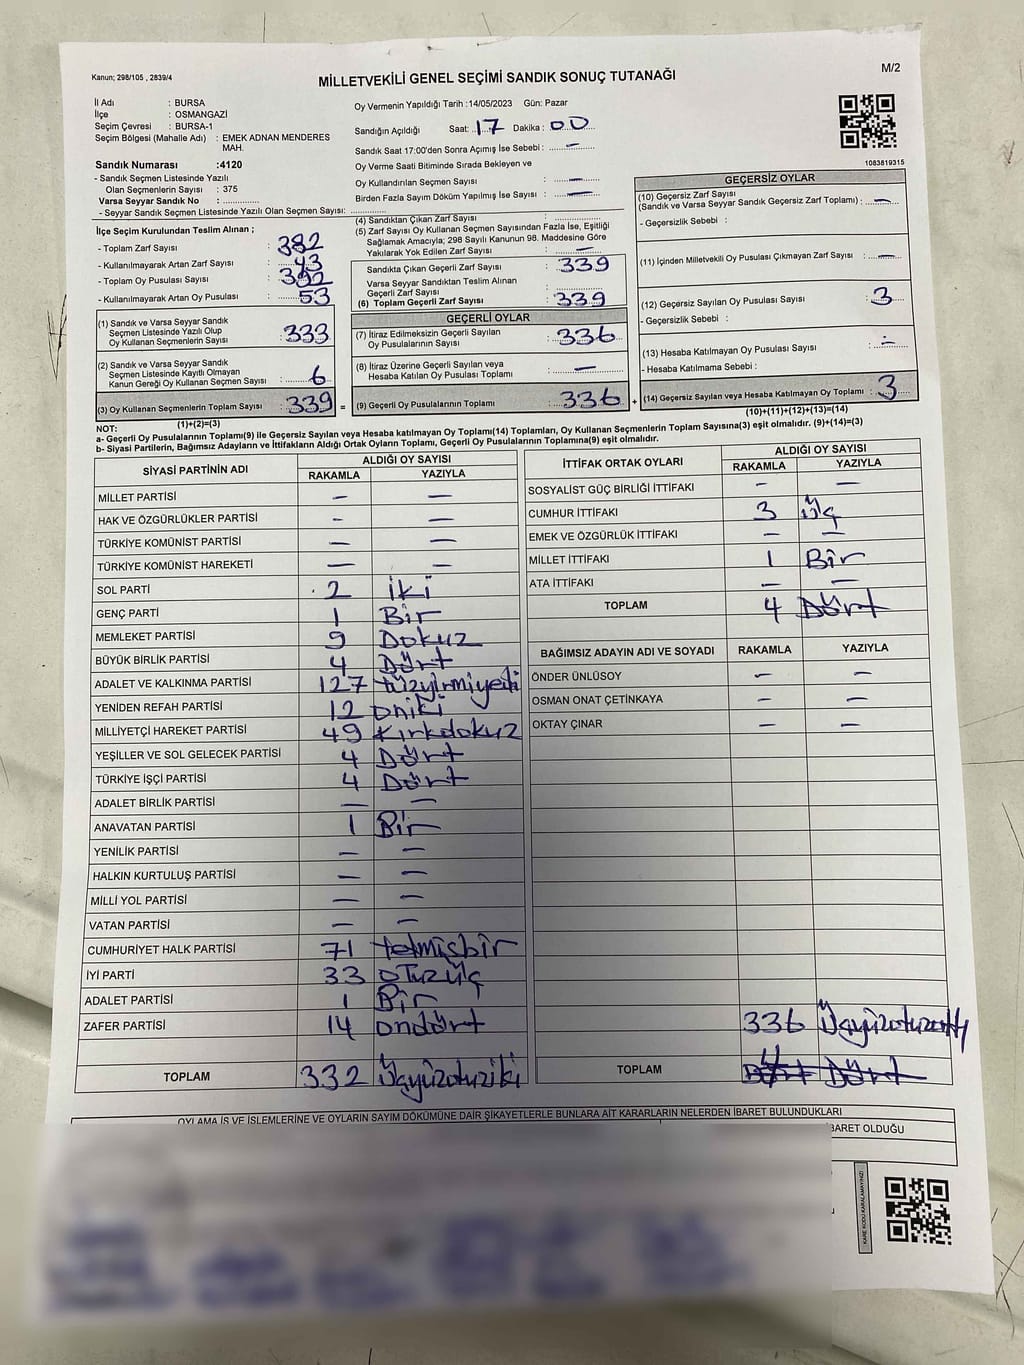 Kanun; 298/105 , 2839/4
MİLLETVEKİLİ GENEL SEÇİMİ SANDIK SONUÇ TUTANAĞI
M/2
İl Adı : BURSA
İlçe : OSMANGAZİ
Seçim Çevresi : BURSA-1
Seçim Bölgesi (Mahalle Adı) : EMEK ADNAN MENDERES
MAH.
Sandık Numarası :4120
- Sandık Seçmen Listesinde Yazılı
Olan Seçmenlerin Sayısı : 375
Varsa Seyyar Sandık No : ............
- Seyyar Sandık Seçmen Listesinde Yazılı Olan Seçmen Sayısı: ............
İlçe Seçim Kurulundan Teslim Alınan ;
- Toplam Zarf Sayısı : 382
- Kullanılmayarak Artan Zarf Sayısı : 43
- Toplam Oy Pusulası Sayısı : 392
- Kullanılmayarak Artan Oy Pusulası : 53
(1) Sandık ve Varsa Seyyar Sandık
Seçmen Listesinde Yazılı Olup
Oy Kullanan Seçmenlerin Sayısı : 333
(2) Sandık ve Varsa Seyyar Sandık
Seçmen Listesinde Kayıtlı Olmayan
Kanun Gereği Oy Kullanan Seçmen Sayısı : 6
(3) Oy Kullanan Seçmenlerin Toplam Sayısı : 339 =
(1)+(2)=(3)
Oy Vermenin Yapıldığı Tarih :14/05/2023 Gün: Pazar
Sandığın Açıldığı Saat: 17 Dakika : 00
Sandık Saat 17:00'den Sonra Açımış İse Sebebi : —
Oy Verme Saati Bitiminde Sırada Bekleyen ve
Oy Kullandırılan Seçmen Sayısı : —
Birden Fazla Sayım Döküm Yapılmış İse Sayısı : —
(4) Sandıktan Çıkan Zarf Sayısı : ............
(5) Zarf Sayısı Oy Kullanan Seçmen Sayısından Fazla İse, Eşitliği
Sağlamak Amacıyla; 298 Sayılı Kanunun 98. Maddesine Göre
Yakılarak Yok Edilen Zarf Sayısı : —
Sandıkta Çıkan Geçerli Zarf Sayısı : 339
Varsa Seyyar Sandıktan Teslim Alınan
Geçerli Zarf Sayısı : ............
(6) Toplam Geçerli Zarf Sayısı : 339
GEÇERLİ OYLAR
(7) İtiraz Edilmeksizin Geçerli Sayılan
Oy Pusulalarının Sayısı : 336
(8) İtiraz Üzerine Geçerli Sayılan veya
Hesaba Katılan Oy Pusulası Toplamı : —
(9) Geçerli Oy Pusulalarının Toplamı : 336 +
1083819315
GEÇERSİZ OYLAR
(10) Geçersiz Zarf Sayısı
(Sandık ve Varsa Seyyar Sandık Geçersiz Zarf Toplamı) : —
- Geçersizlik Sebebi :
(11) İçinden Milletvekili Oy Pusulası Çıkmayan Zarf Sayısı : —
(12) Geçersiz Sayılan Oy Pusulası Sayısı : 3
- Geçersizlik Sebebi :
(13) Hesaba Katılmayan Oy Pusulası Sayısı : —
- Hesaba Katılmama Sebebi :
(14) Geçersiz Sayılan veya Hesaba Katılmayan Oy Toplamı : 3
(10)+(11)+(12)+(13)=(14)
NOT:
a- Geçerli Oy Pusulalarının Toplamı(9) ile Geçersiz Sayılan veya Hesaba katılmayan Oy Toplamı(14) Toplamları, Oy Kullanan Seçmenlerin Toplam Sayısına(3) eşit olmalıdır. (9)+(14)=(3)
b- Siyasi Partilerin, Bağımsız Adayların ve İttifakların Aldığı Ortak Oyların Toplamı, Geçerli Oy Pusulalarının Toplamına(9) eşit olmalıdır.
SİYASİ PARTİNİN ADI ALDIĞI OY SAYISI
RAKAMLA YAZIYLA
MİLLET PARTİSİ — —
HAK VE ÖZGÜRLÜKLER PARTİSİ — —
TÜRKİYE KOMÜNİST PARTİSİ — —
TÜRKİYE KOMÜNİST HAREKETİ — —
SOL PARTİ 2 İki
GENÇ PARTİ 1 Bir
MEMLEKET PARTİSİ 9 Dokuz
BÜYÜK BİRLİK PARTİSİ 4 Dört
ADALET VE KALKINMA PARTİSİ 127 Yüzyirmiyedi
YENİDEN REFAH PARTİSİ 12 Oniki
MİLLİYETÇİ HAREKET PARTİSİ 49 Kırkdokuz
YEŞİLLER VE SOL GELECEK PARTİSİ 4 Dört
TÜRKİYE İŞÇİ PARTİSİ 4 Dört
ADALET BİRLİK PARTİSİ — —
ANAVATAN PARTİSİ 1 Bir
YENİLİK PARTİSİ — —
HALKIN KURTULUŞ PARTİSİ — —
MİLLİ YOL PARTİSİ — —
VATAN PARTİSİ — —
CUMHURİYET HALK PARTİSİ 71 Yetmişbir
İYİ PARTİ 33 Otuzüç
ADALET PARTİSİ 1 Bir
ZAFER PARTİSİ 14 Ondört
TOPLAM 332 Üçyüzotuziki
İTTİFAK ORTAK OYLARI ALDIĞI OY SAYISI
RAKAMLA YAZIYLA
SOSYALİST GÜÇ BİRLİĞİ İTTİFAKI — —
CUMHUR İTTİFAKI 3 Üç
EMEK VE ÖZGÜRLÜK İTTİFAKI — —
MİLLET İTTİFAKI 1 Bir
ATA İTTİFAKI — —
TOPLAM 4 Dört
BAĞIMSIZ ADAYIN ADI VE SOYADI RAKAMLA YAZIYLA
ÖNDER ÜNLÜSOY — —
OSMAN ONAT ÇETİNKAYA — —
OKTAY ÇINAR — —
336 Üçyüzotuzaltı
TOPLAM 4 Dört Dört
OYLAMA İŞ VE İŞLEMLERİNE VE OYLARIN SAYIM DÖKÜMÜNE DAİR ŞİKAYETLERLE BUNLARA AİT KARARLARIN NELERDEN İBARET BULUNDUKLARI
BARET OLDUĞU
KARE KODU KARALAMAYINIZ!